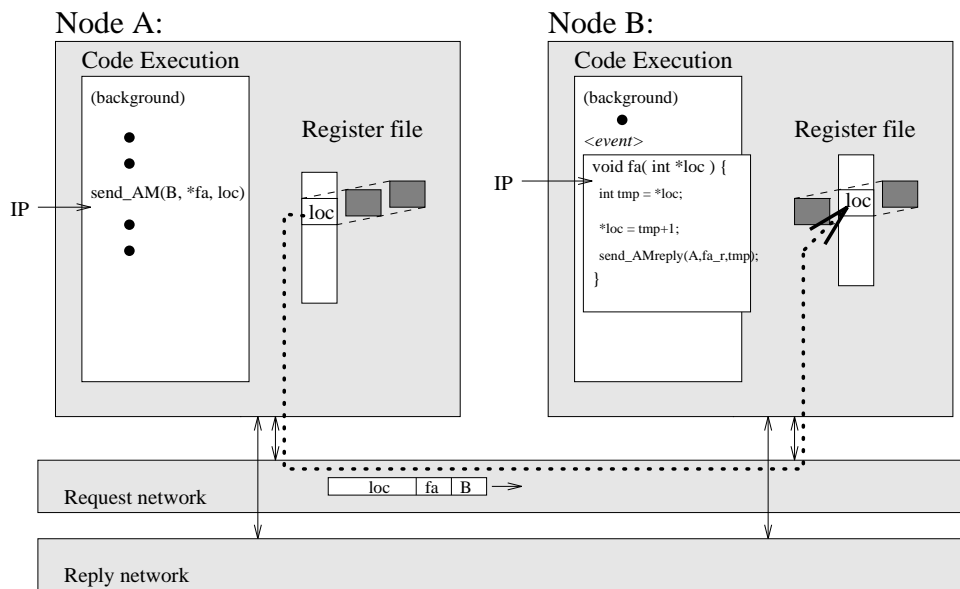 Node A:
Code Execution
(background)
send_AM(B, *fa, loc)
IP
Register file
loc
Node B:
Code Execution
(background)
<event>
void fa( int *loc ) {
int tmp = *loc;
*loc = tmp+1;
send_AMreply(A,fa_r,tmp);
}
IP
Register file
loc
loc fa B
Request network
Reply network